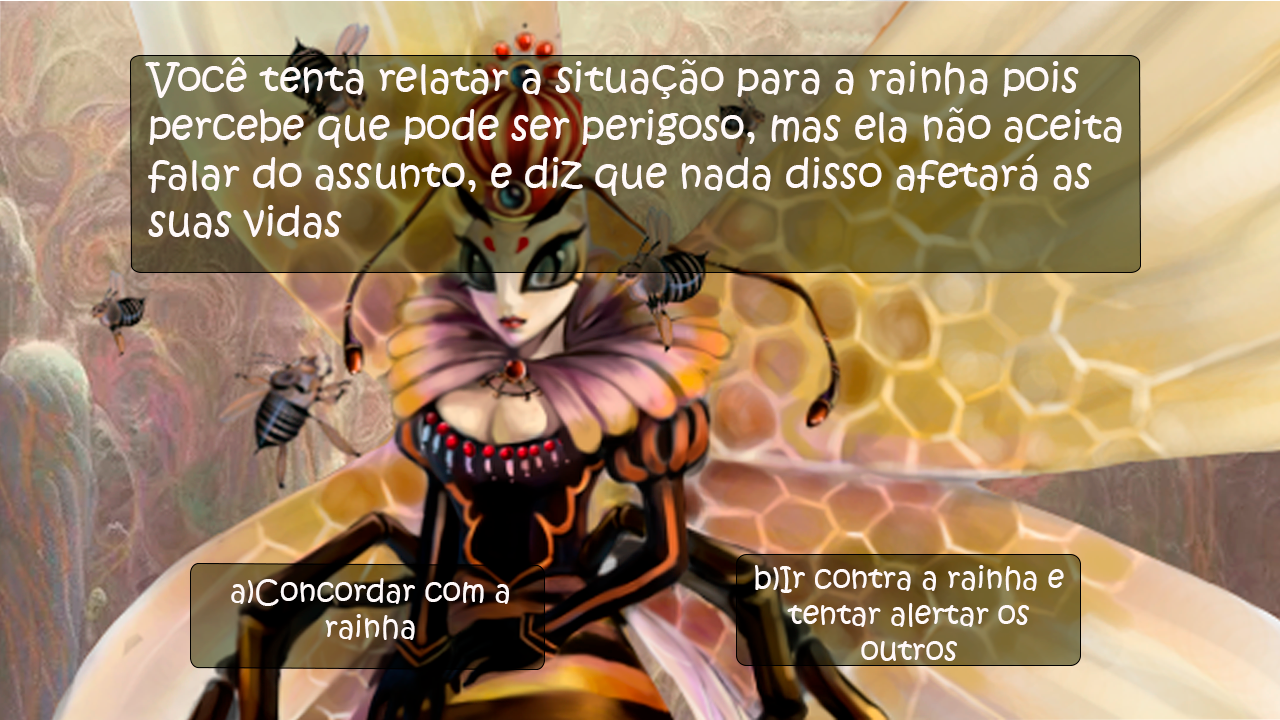 Você tenta relatar a situação para a rainha pois
percebe que pode ser perigoso, mas ela não aceita
falar do assunto, e diz que nada disso afetará as
suas vidas
a)Concordar com a
rainha
b)Ir contra a rainha e
tentar alertar os
outros